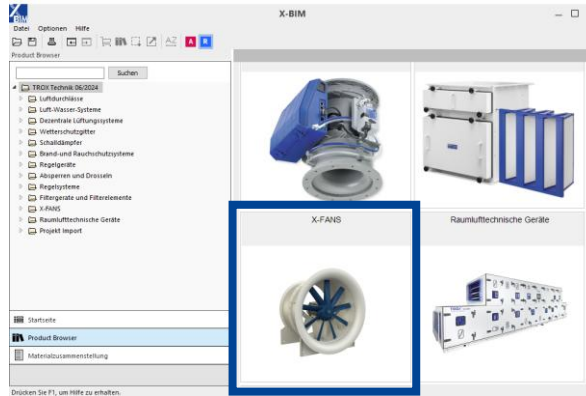 X-BIM
Datei Optionen Hilfe
Product Browser
Suchen
TROX Technik 06/2024
Luftdurchlässe
Luft-Wasser-Systeme
Dezentrale Lüftungssysteme
Wetterschutzgitter
Schalldämpfer
Brand-und Rauchschutzsysteme
Regelgeräte
Absperren und Drosseln
Regelsysteme
Filtergeräte und Filterelemente
X-FANS
Raumlufttechnische Geräte
Projekt Import
Startseite
Product Browser
Materialzusammenstellung
Drücken Sie F1, um Hilfe zu erhalten.
X-FANS
Raumlufttechnische Geräte